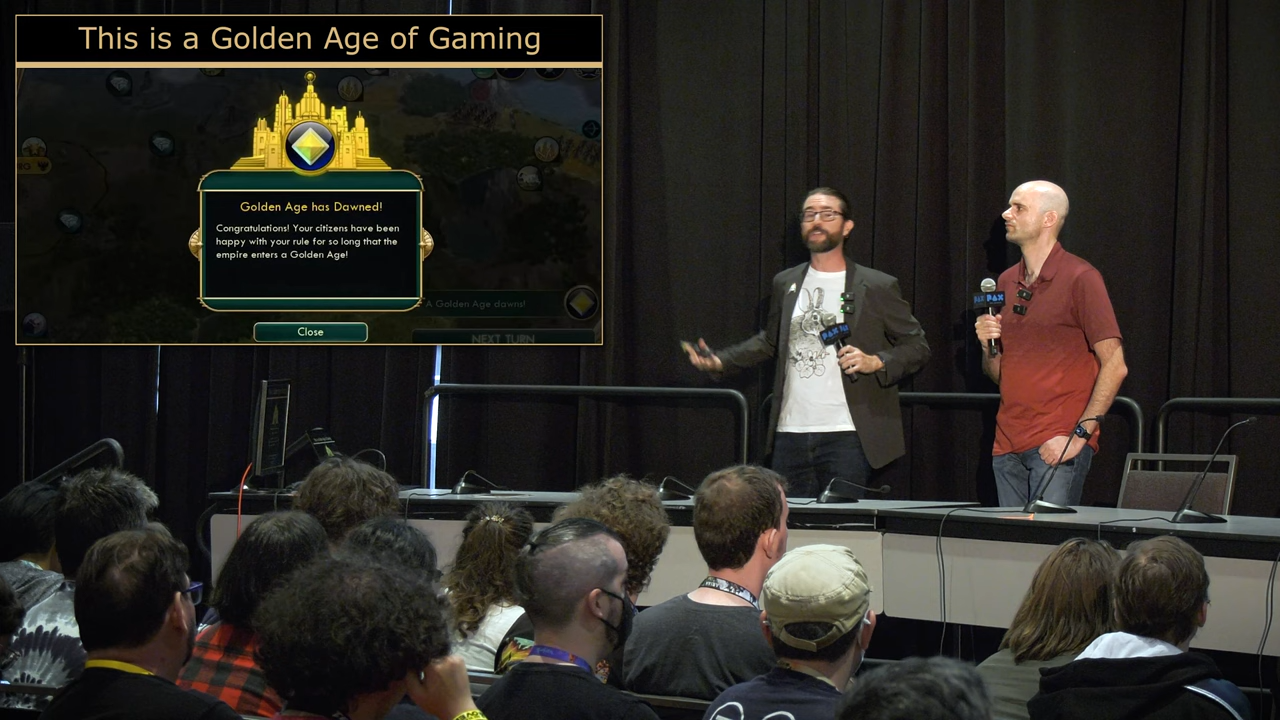 This is a Golden Age of Gaming
Golden Age has Dawned!
Congratulations! Your citizens have been
happy with your rule for so long that the
empire enters a Golden Age!
A Golden Age dawns!
Close
NEXT TURN
PAX
PAX